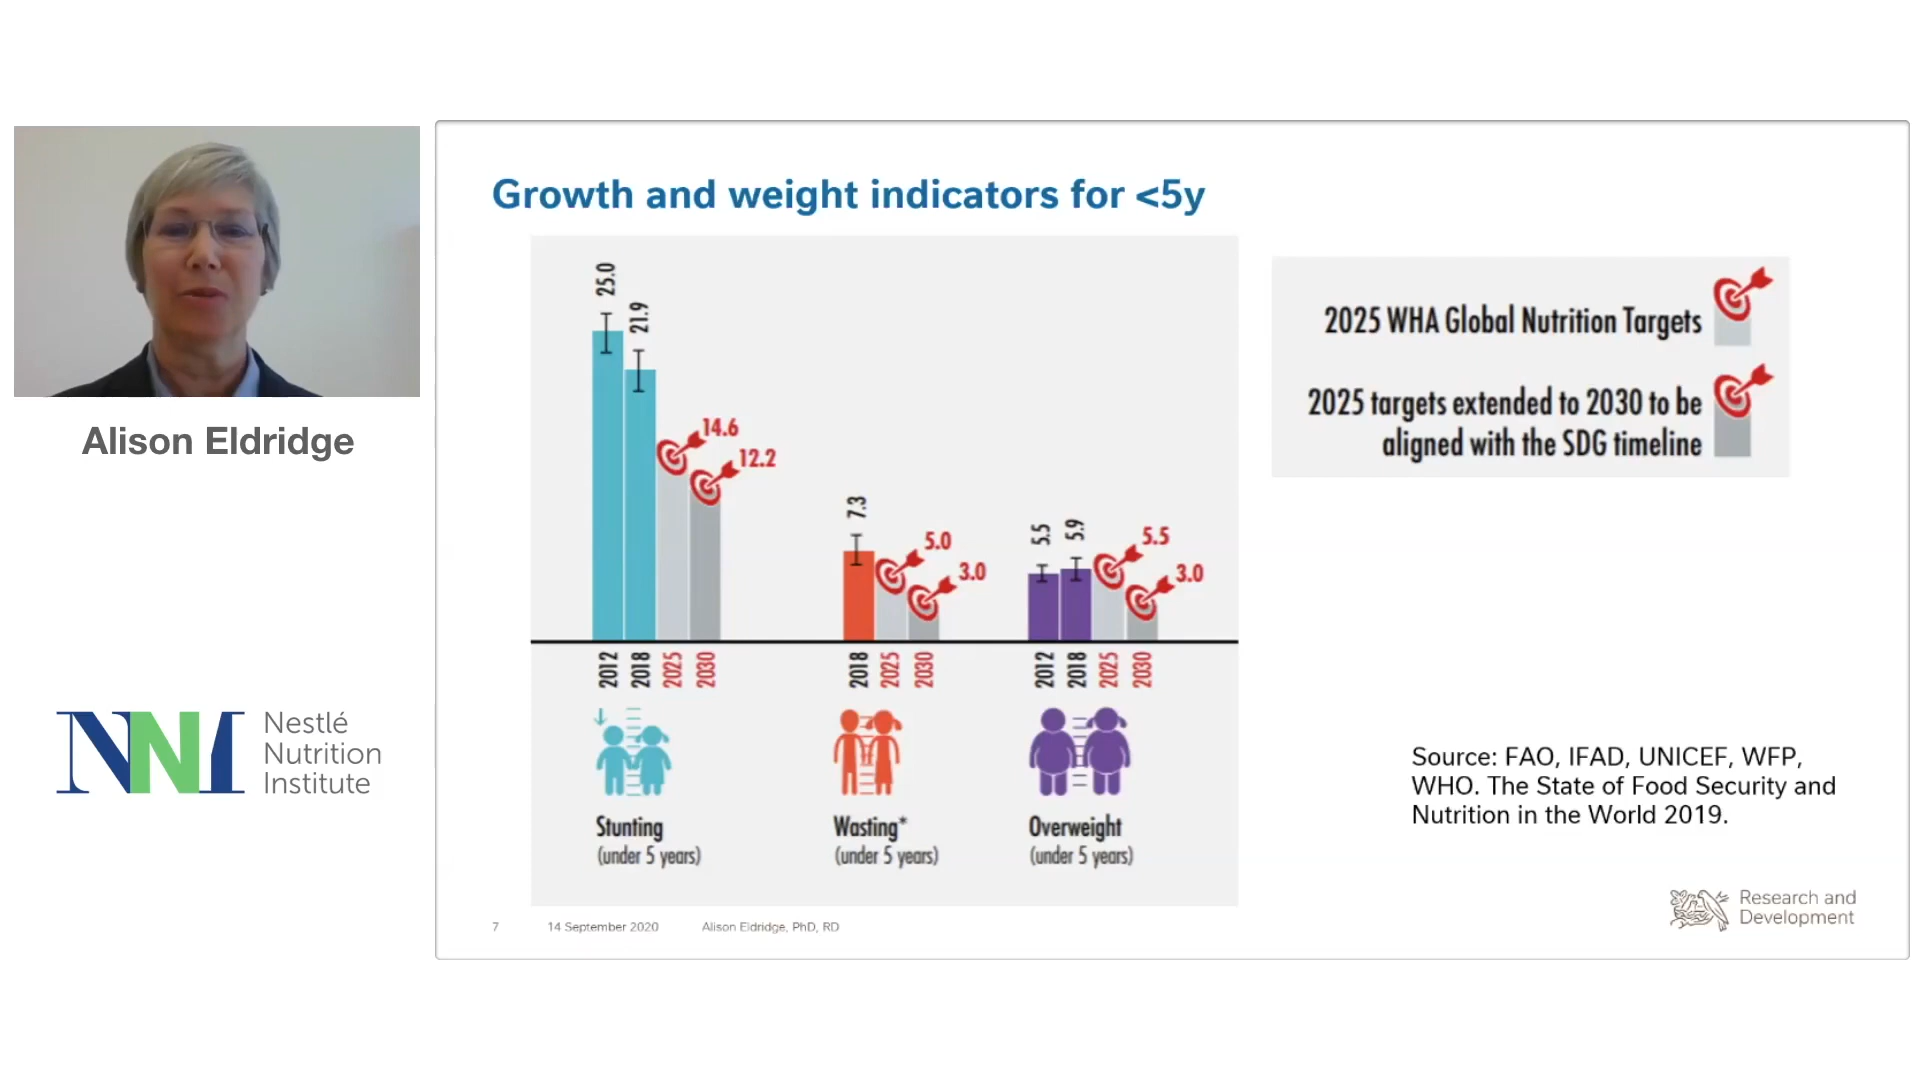 Alison Eldridge
NNI
Nestlé
Nutrition
Institute
Growth and weight indicators for <5y
25.0
21.9
14.6
12.2
7.3
5.0
3.0
5.5
5.9
5.5
3.0
2012
2018
2025
2030
2018
2025
2030
2012
2018
2025
2030
Stunting
(under 5 years)
Wasting*
(under 5 years)
Overweight
(under 5 years)
2025 WHA Global Nutrition Targets
2025 targets extended to 2030 to be
aligned with the SDG timeline
Source: FAO, IFAD, UNICEF, WFP,
WHO. The State of Food Security and
Nutrition in the World 2019.
7
14 September 2020
Alison Eldridge, PhD, RD
Research and
Development